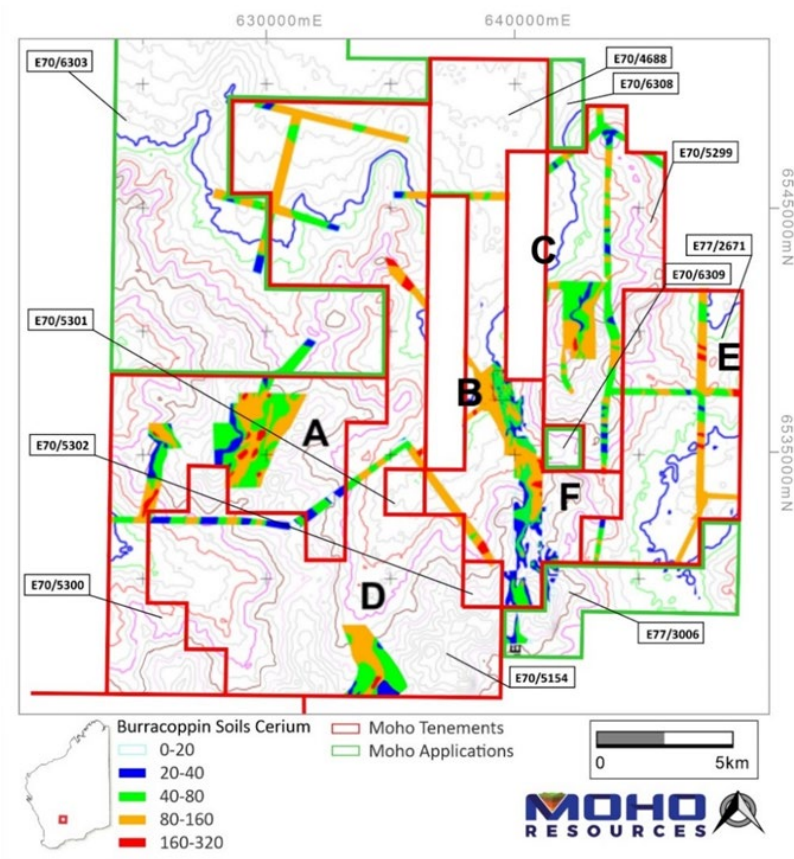 630000mE 640000mE
E70/6303
E70/4688
E70/6308
E70/5299
6545000mN
E77/2671
E70/6309
C
E70/5301
E
B
A
E70/5302
6535000mN
F
E70/5300
D
E77/3006
E70/5154
Burracoppin Soils Cerium
0-20
20-40
40-80
80-160
160-320
Moho Tenements
Moho Applications
0 5km
MOHO
RESOURCES